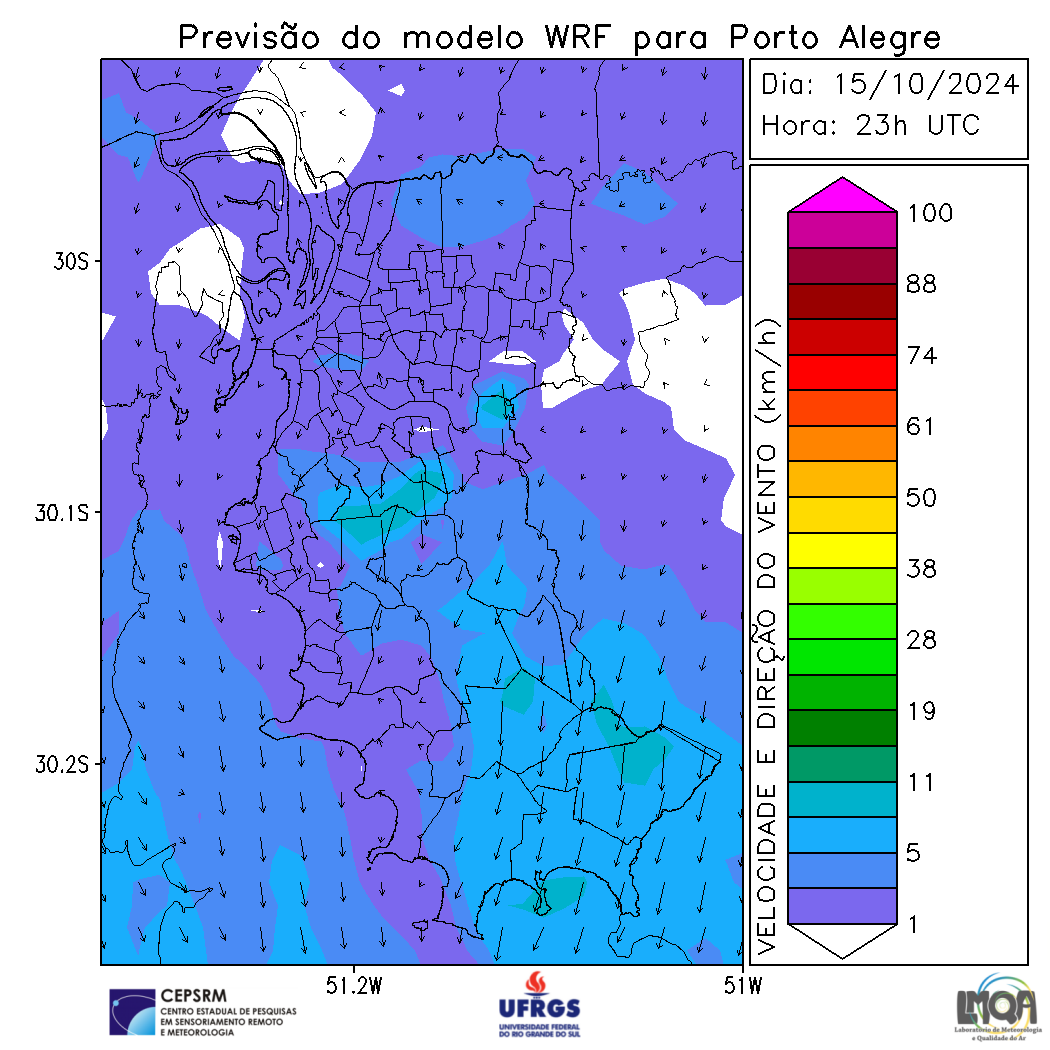 Previsão do modelo WRF para Porto Alegre
Dia: 15/10/2024
Hora: 23h UTC
30S
30.1S
30.2S
51.2W
51W
VELOCIDADE E DIREÇÃO DO VENTO (km/h)
100
88
74
61
50
38
28
19
11
5
1
CEPSRM
CENTRO ESTADUAL DE PESQUISAS
EM SENSORIAMENTO REMOTO
E METEOROLOGIA
UFRGS
UNIVERSIDADE FEDERAL
DO RIO GRANDE DO SUL
LMQA
Laboratório de Meteorologia
e Qualidade do Ar